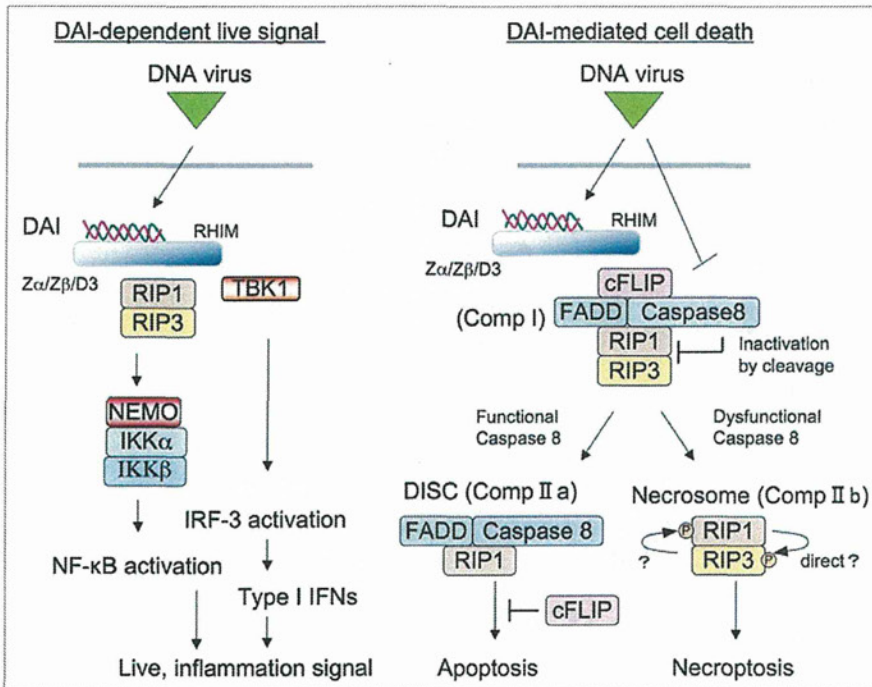 DAI-dependent live signal
DNA virus
DAI
RHIM
Zα/Zβ/D3
RIP1
RIP3
TBK1
NEMO
IKKα
IKKβ
IRF-3 activation
NF-κB activation
Type I IFNs
Live, inflammation signal
DAI-mediated cell death
DNA virus
DAI
RHIM
Zα/Zβ/D3
cFLIP
(Comp I)
FADD Caspase8
RIP1
RIP3
Inactivation
by cleavage
Functional
Caspase 8
Dysfunctional
Caspase 8
DISC (Comp II a)
FADD Caspase 8
RIP1
cFLIP
Apoptosis
Necrosome (Comp II b)
P RIP1
RIP3 P
? direct ?
Necroptosis